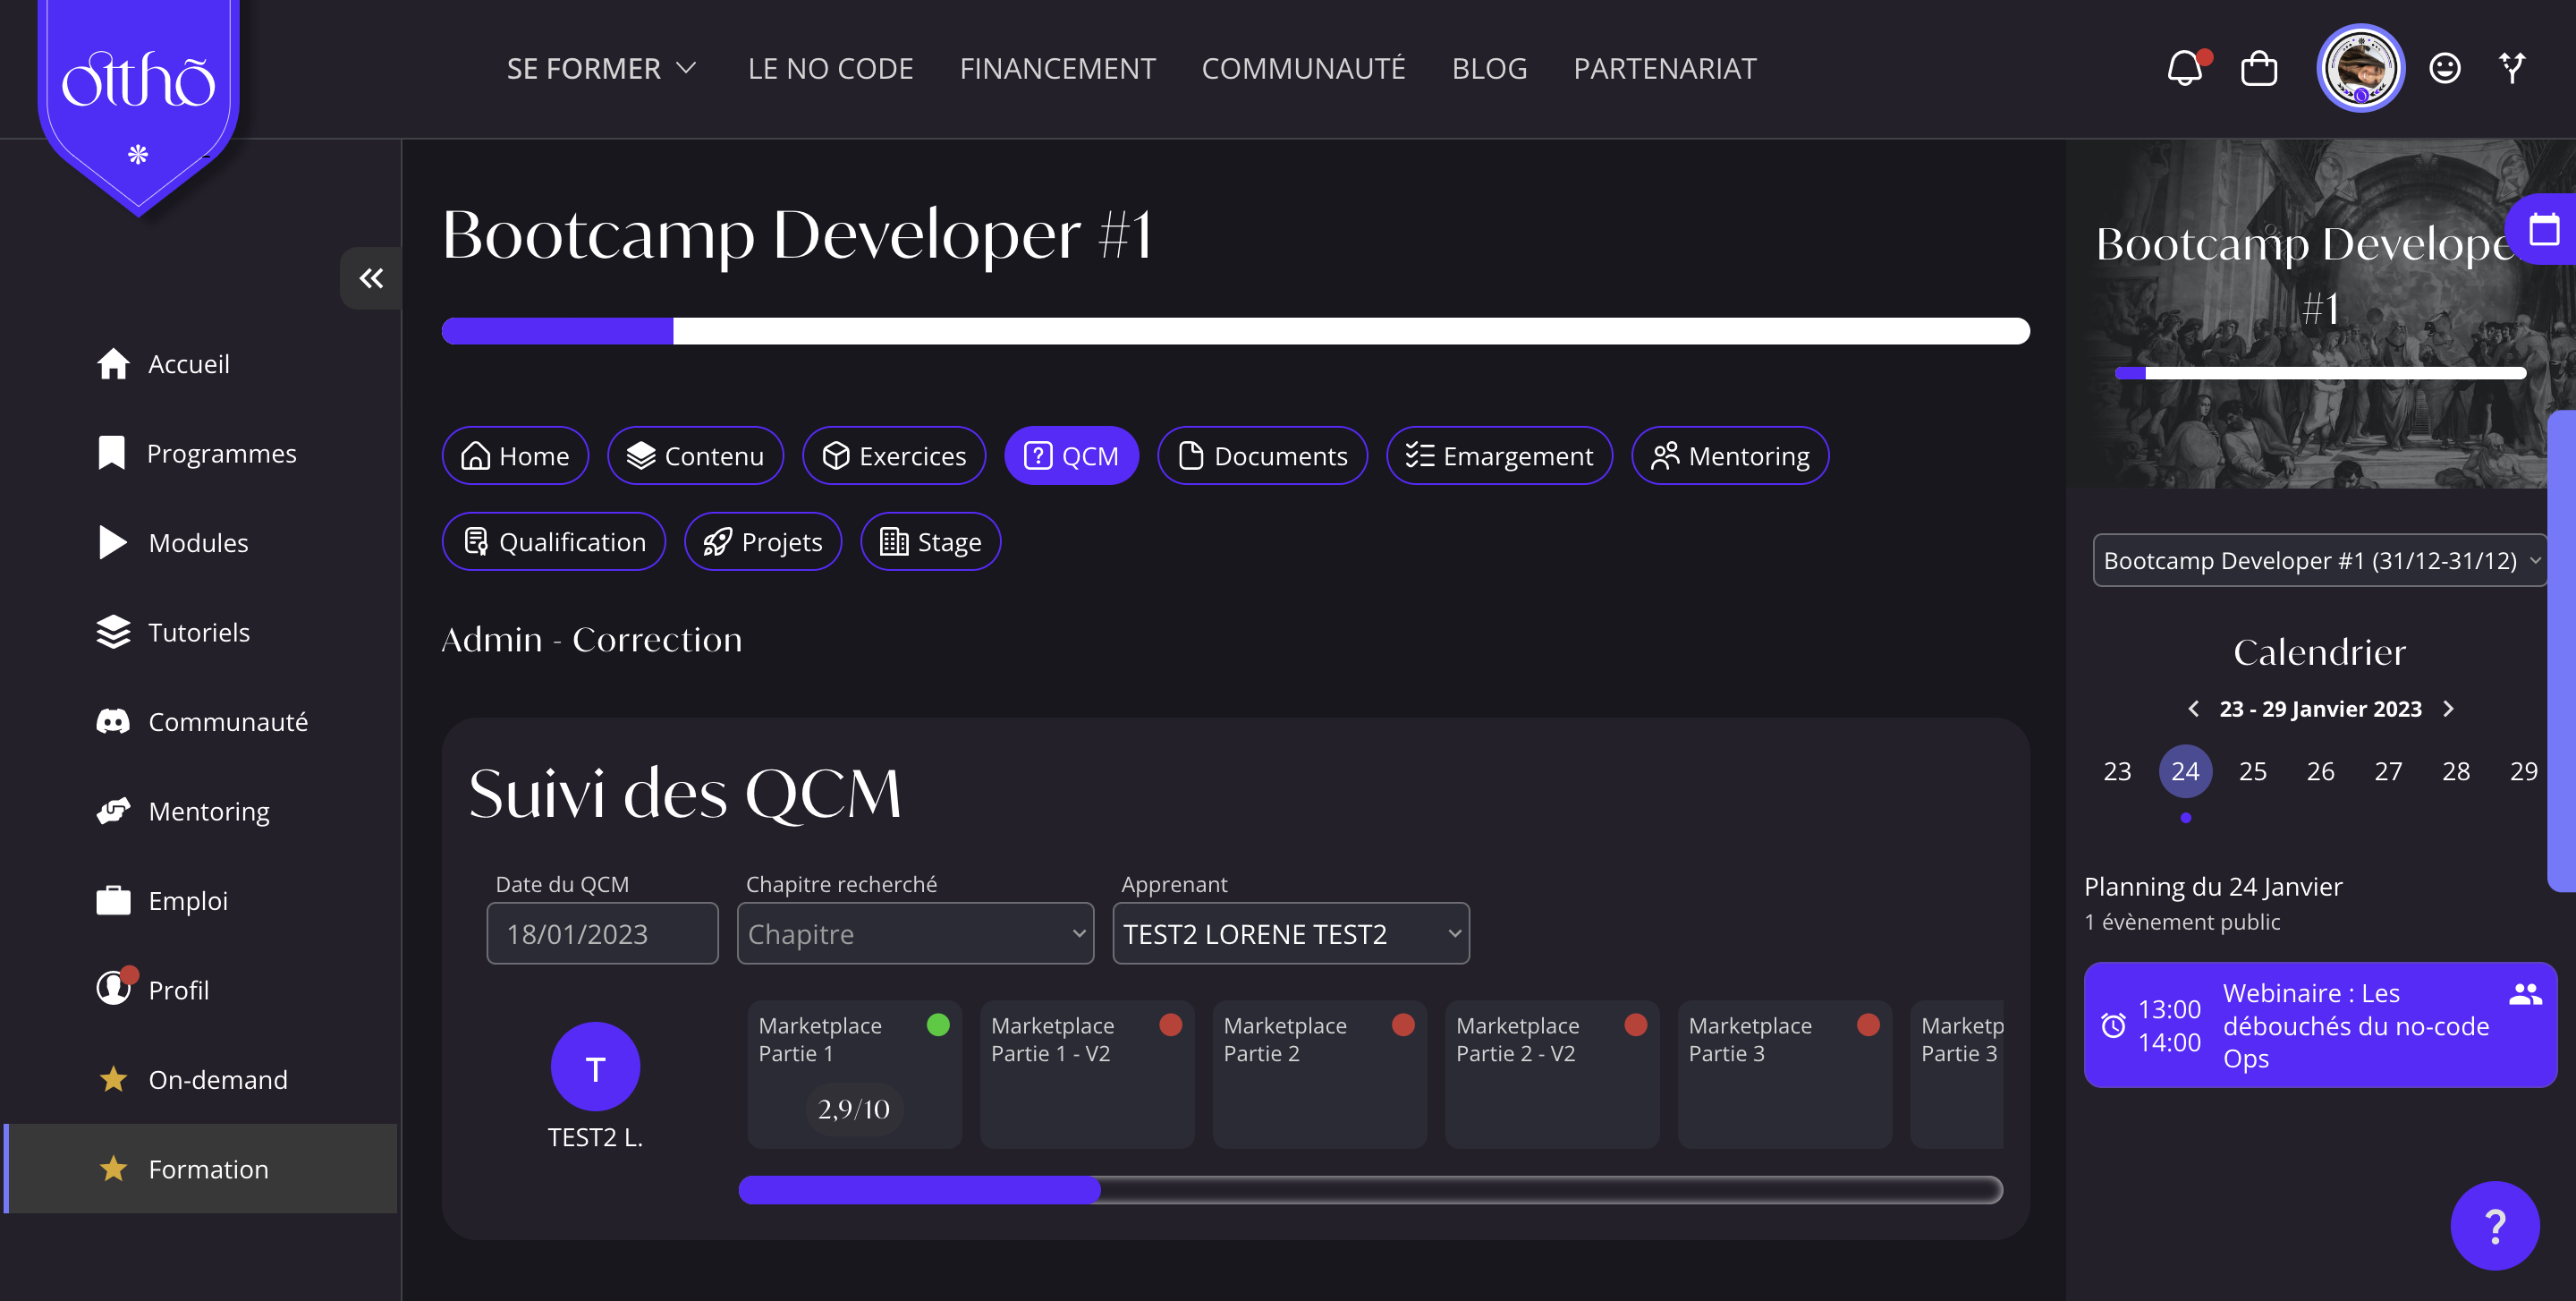 otthõ
SE FORMER
LE NO CODE
FINANCEMENT
COMMUNAUTÉ
BLOG
PARTENARIAT
Accueil
Programmes
Modules
Tutoriels
Communauté
Mentoring
Emploi
Profil
On-demand
Formation
Bootcamp Developer #1
Home
Contenu
Exercices
QCM
Documents
Emargement
Mentoring
Qualification
Projets
Stage
Admin - Correction
Suivi des QCM
Date du QCM
18/01/2023
Chapitre recherché
Chapitre
Apprenant
TEST2 LORENE TEST2
T
TEST2 L.
Marketplace
Partie 1
2,9/10
Marketplace
Partie 1 - V2
Marketplace
Partie 2
Marketplace
Partie 2 - V2
Marketplace
Partie 3
Marketp
Partie 3
Bootcamp Develope
#1
Bootcamp Developer #1 (31/12-31/12)
Calendrier
23 - 29 Janvier 2023
23 24 25 26 27 28 29
Planning du 24 Janvier
1 évènement public
13:00
14:00
Webinaire : Les
débouchés du no-code
Ops
?